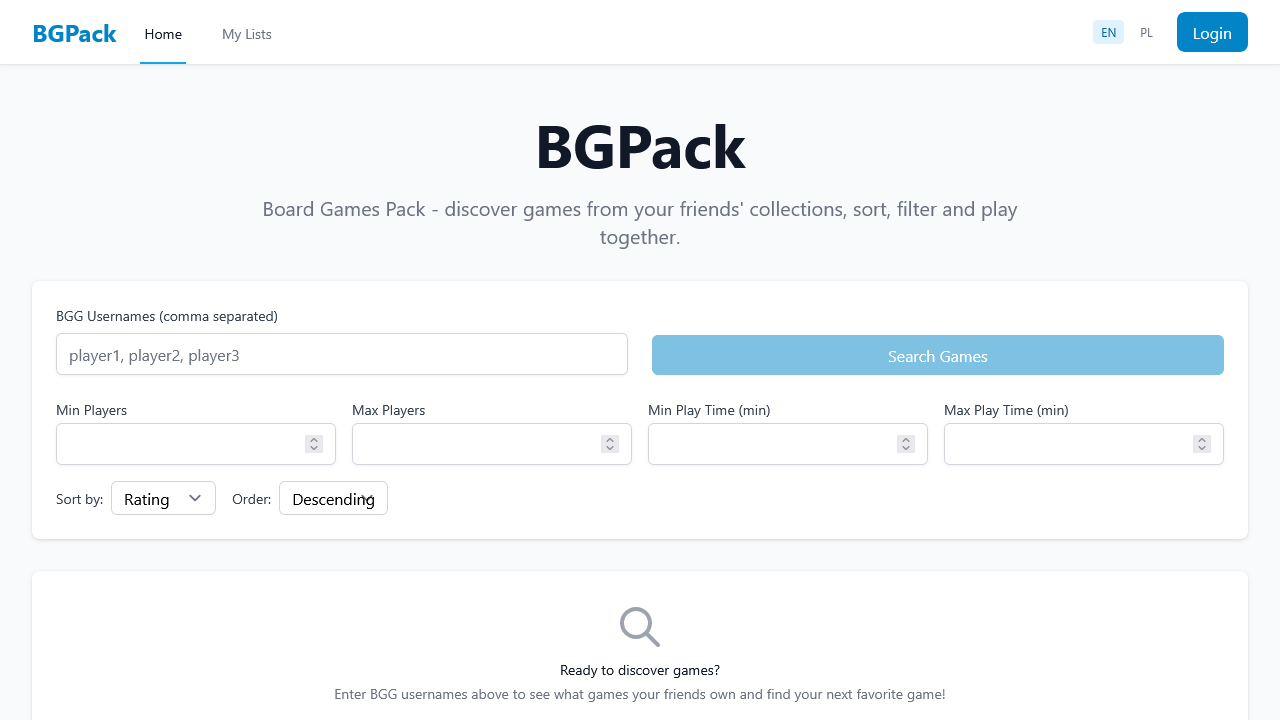 BGPack
Home
My Lists
EN
PL
Login
BGPack
Board Games Pack - discover games from your friends' collections, sort, filter and play
together.
BGG Usernames (comma separated)
player1, player2, player3
Search Games
Min Players
Max Players
Min Play Time (min)
Max Play Time (min)
Sort by:
Rating
Order:
Descending
Ready to discover games?
Enter BGG usernames above to see what games your friends own and find your next favorite game!